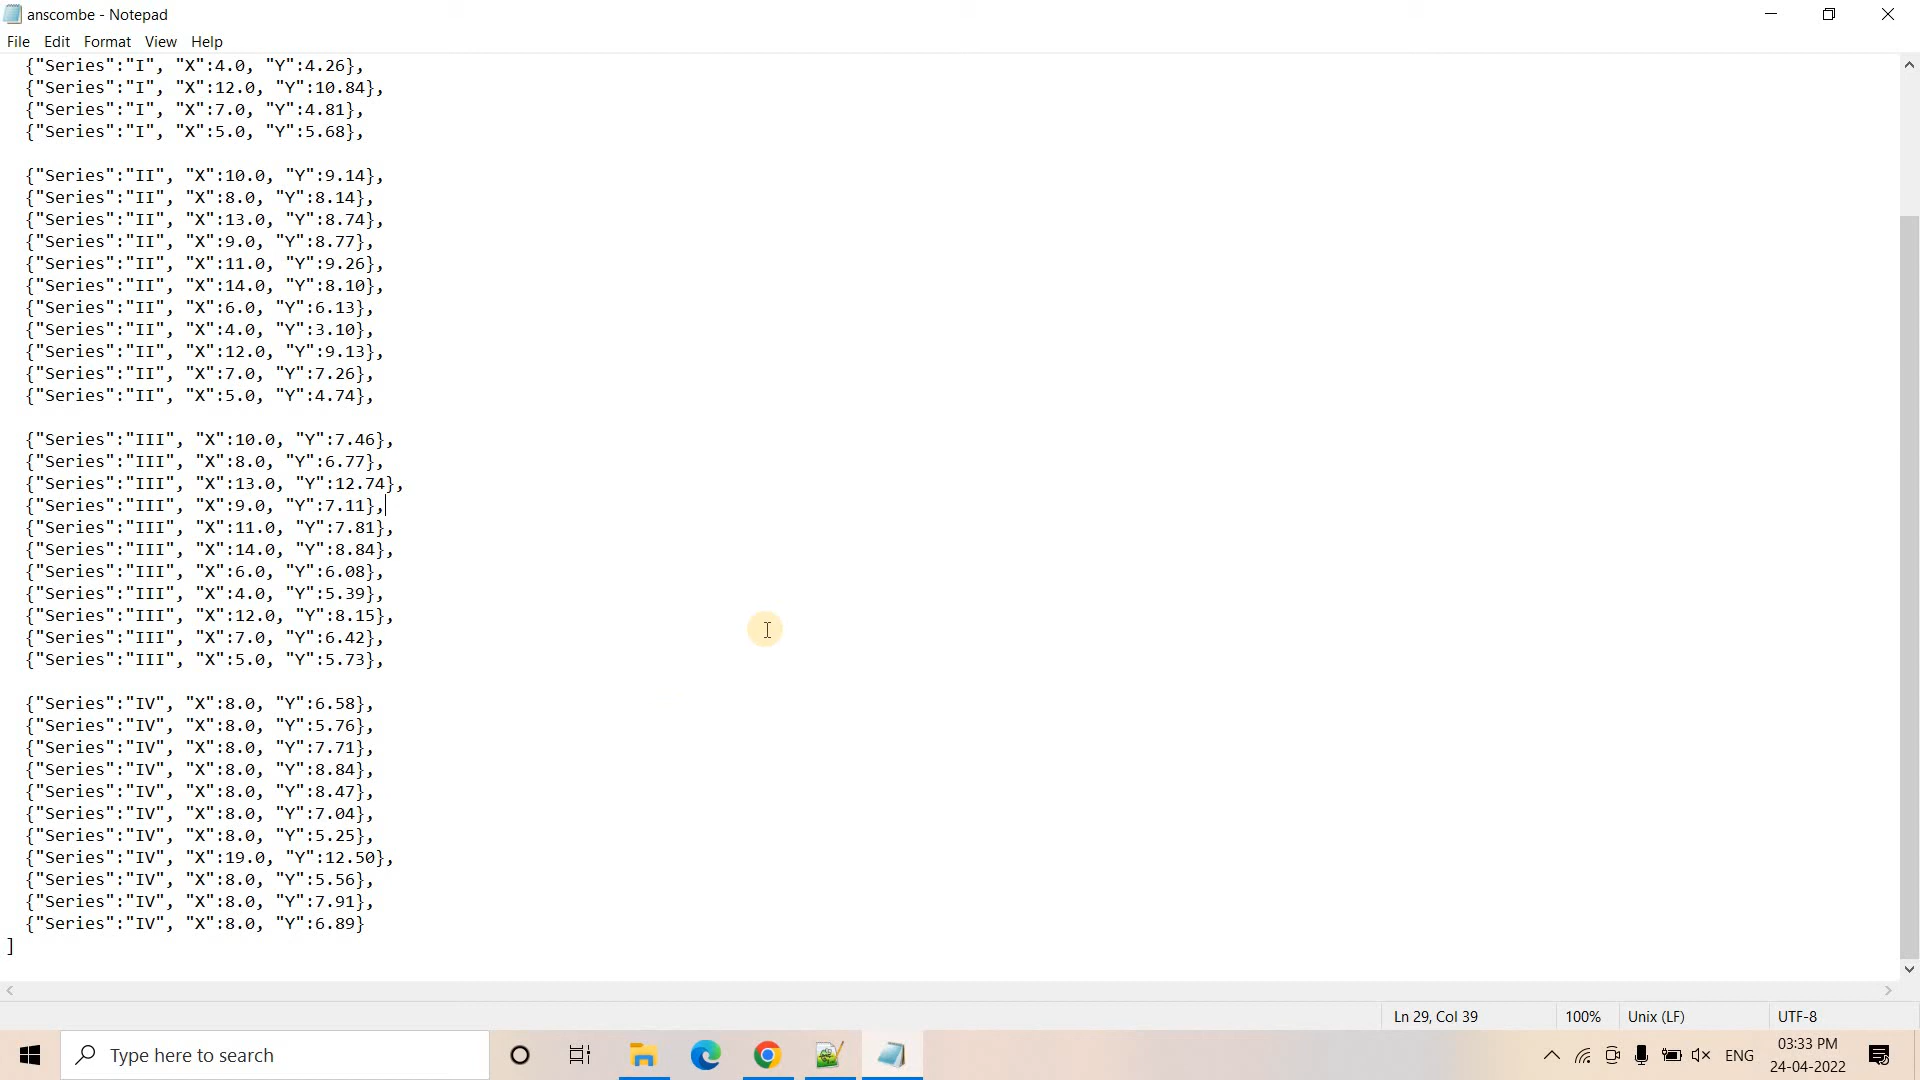 anscombe - Notepad
File Edit Format View Help
{"Series":"I", "X":4.0, "Y":4.26},
{"Series":"I", "X":12.0, "Y":10.84},
{"Series":"I", "X":7.0, "Y":4.81},
{"Series":"I", "X":5.0, "Y":5.68},
{"Series":"II", "X":10.0, "Y":9.14},
{"Series":"II", "X":8.0, "Y":8.14},
{"Series":"II", "X":13.0, "Y":8.74},
{"Series":"II", "X":9.0, "Y":8.77},
{"Series":"II", "X":11.0, "Y":9.26},
{"Series":"II", "X":14.0, "Y":8.10},
{"Series":"II", "X":6.0, "Y":6.13},
{"Series":"II", "X":4.0, "Y":3.10},
{"Series":"II", "X":12.0, "Y":9.13},
{"Series":"II", "X":7.0, "Y":7.26},
{"Series":"II", "X":5.0, "Y":4.74},
{"Series":"III", "X":10.0, "Y":7.46},
{"Series":"III", "X":8.0, "Y":6.77},
{"Series":"III", "X":13.0, "Y":12.74},
{"Series":"III", "X":9.0, "Y":7.11},
{"Series":"III", "X":11.0, "Y":7.81},
{"Series":"III", "X":14.0, "Y":8.84},
{"Series":"III", "X":6.0, "Y":6.08},
{"Series":"III", "X":4.0, "Y":5.39},
{"Series":"III", "X":12.0, "Y":8.15},
{"Series":"III", "X":7.0, "Y":6.42},
{"Series":"III", "X":5.0, "Y":5.73},
{"Series":"IV", "X":8.0, "Y":6.58},
{"Series":"IV", "X":8.0, "Y":5.76},
{"Series":"IV", "X":8.0, "Y":7.71},
{"Series":"IV", "X":8.0, "Y":8.84},
{"Series":"IV", "X":8.0, "Y":8.47},
{"Series":"IV", "X":8.0, "Y":7.04},
{"Series":"IV", "X":8.0, "Y":5.25},
{"Series":"IV", "X":19.0, "Y":12.50},
{"Series":"IV", "X":8.0, "Y":5.56},
{"Series":"IV", "X":8.0, "Y":7.91},
{"Series":"IV", "X":8.0, "Y":6.89}
]
Ln 29, Col 39 100% Unix (LF) UTF-8
Type here to search
ENG
03:33 PM
24-04-2022